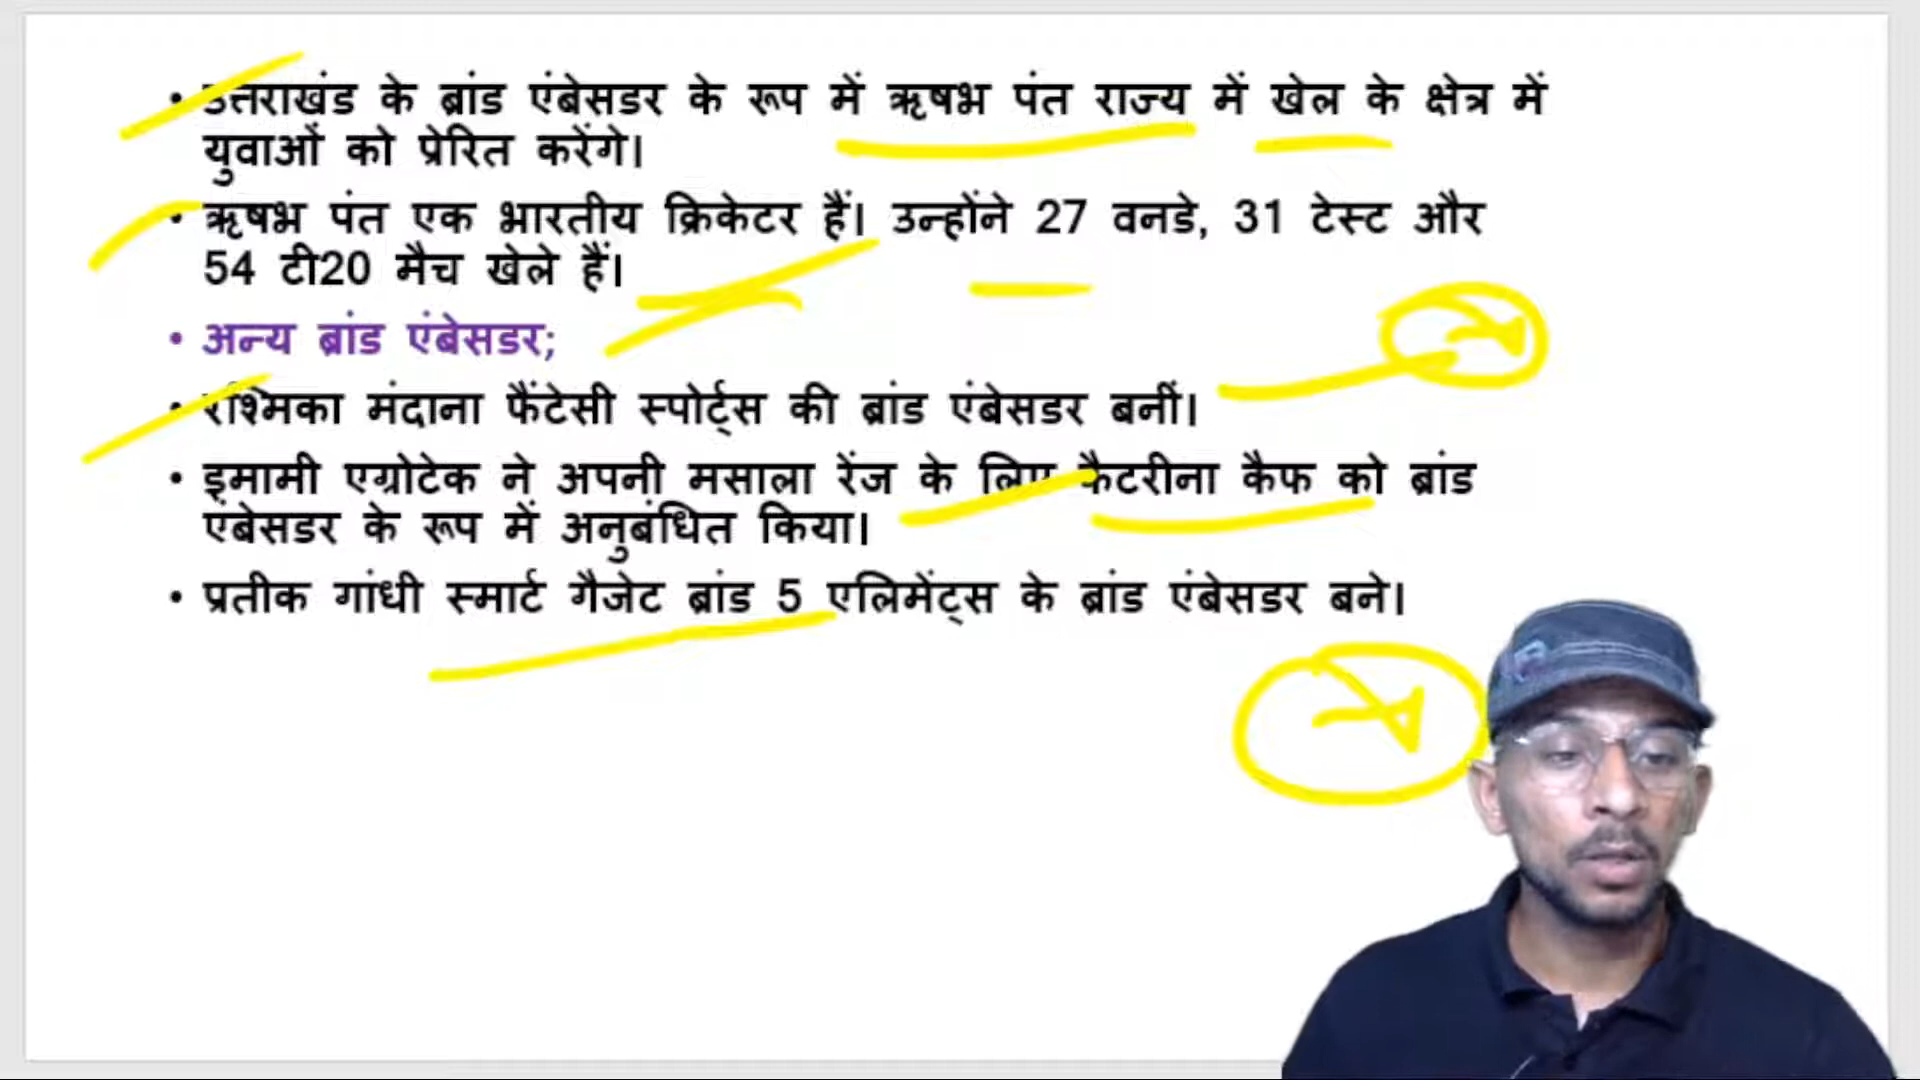 • उत्तराखंड के ब्रांड एंबेसडर के रूप में ऋषभ पंत राज्य में खेल के क्षेत्र में
युवाओं को प्रेरित करेंगे।
• ऋषभ पंत एक भारतीय क्रिकेटर हैं। उन्होंने 27 वनडे, 31 टेस्ट और
54 टी20 मैच खेले हैं।
• अन्य ब्रांड एंबेसडर;
• रश्मिका मंदाना फैंटेसी स्पोर्ट्स की ब्रांड एंबेसडर बनीं।
• इमामी एग्रोटेक ने अपनी मसाला रेंज के लिए कैटरीना कैफ को ब्रांड
एंबेसडर के रूप में अनुबंधित किया।
• प्रतीक गांधी स्मार्ट गैजेट ब्रांड 5 एलिमेंट्स के ब्रांड एंबेसडर बने।